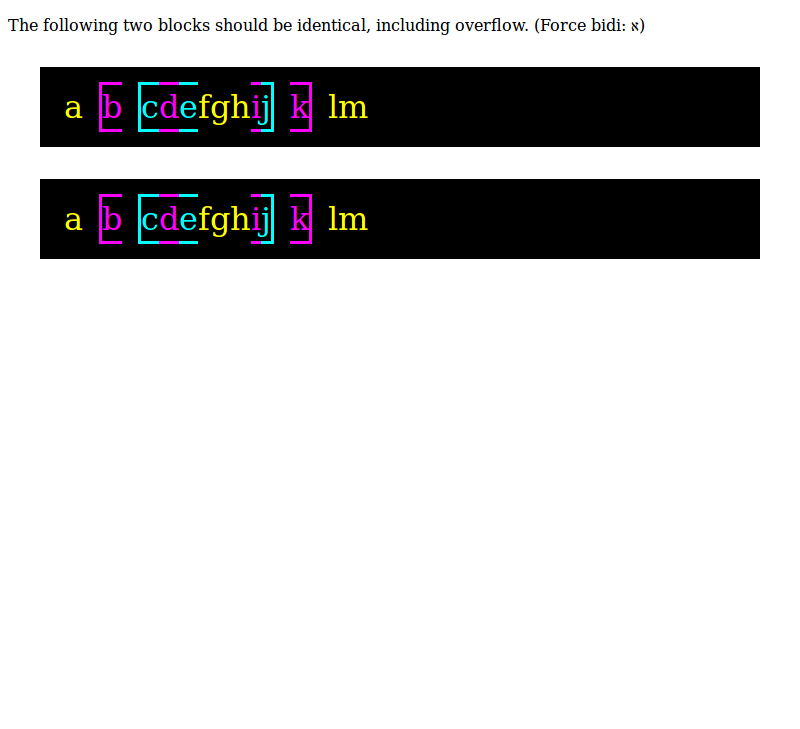 The following two blocks should be identical, including overflow. (Force bidi: א)
a b cdefghij k lm
a b cdefghij k lm